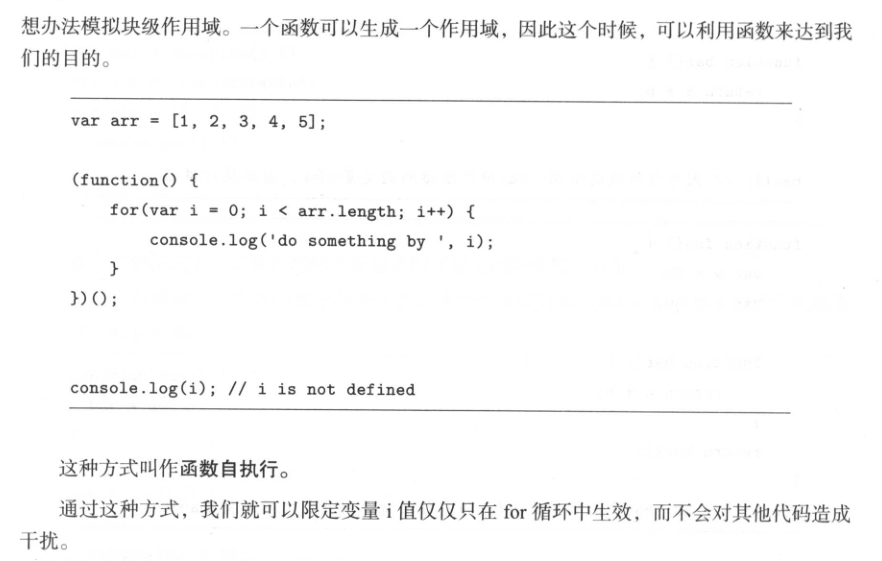 想办法模拟块级作用域。一个函数可以生成一个作用域，因此这个时候，可以利用函数来达到我
们的目的。
var arr = [1, 2, 3, 4, 5];
(function() {
    for(var i = 0; i < arr.length; i++) {
        console.log('do something by ', i);
    }
})();
console.log(i); // i is not defined
这种方式叫作函数自执行。
通过这种方式，我们就可以限定变量 i 值仅仅只在 for 循环中生效，而不会对其他代码造成
干扰。